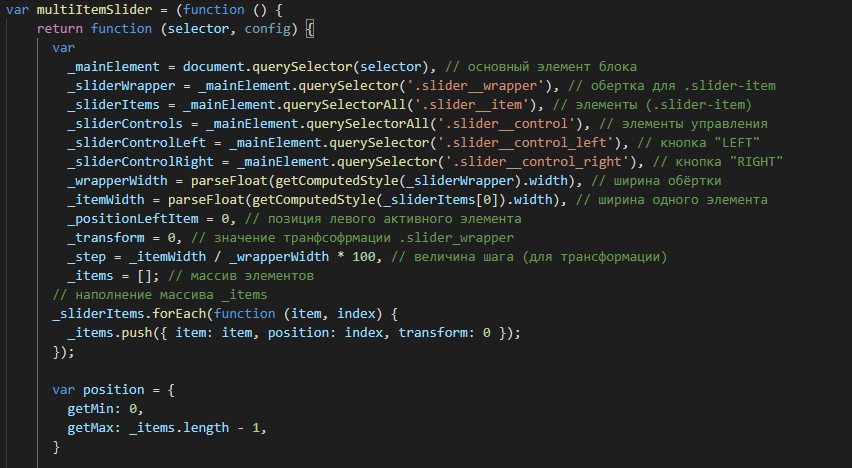 var multiItemSlider = (function () {
return function (selector, config) {
var
_mainElement = document.querySelector(selector), // основный элемент блока
_sliderWrapper = _mainElement.querySelector('.slider__wrapper'), // обертка для .slider-item
_sliderItems = _mainElement.querySelectorAll('.slider__item'), // элементы (.slider-item)
_sliderControls = _mainElement.querySelectorAll('.slider__control'), // элементы управления
_sliderControlLeft = _mainElement.querySelector('.slider__control_left'), // кнопка "LEFT"
_sliderControlRight = _mainElement.querySelector('.slider__control_right'), // кнопка "RIGHT"
_wrapperWidth = parseFloat(getComputedStyle(_sliderWrapper).width), // ширина обёртки
_itemWidth = parseFloat(getComputedStyle(_sliderItems[0]).width), // ширина одного элемента
_positionLeftItem = 0, // позиция левого активного элемента
_transform = 0, // значение транфсофрмации .slider_wrapper
_step = _itemWidth / _wrapperWidth * 100, // величина шага (для трансформации)
_items = []; // массив элементов
// наполнение массива _items
_sliderItems.forEach(function (item, index) {
_items.push({ item: item, position: index, transform: 0 });
});
var position = {
getMin: 0,
getMax: _items.length - 1,
}